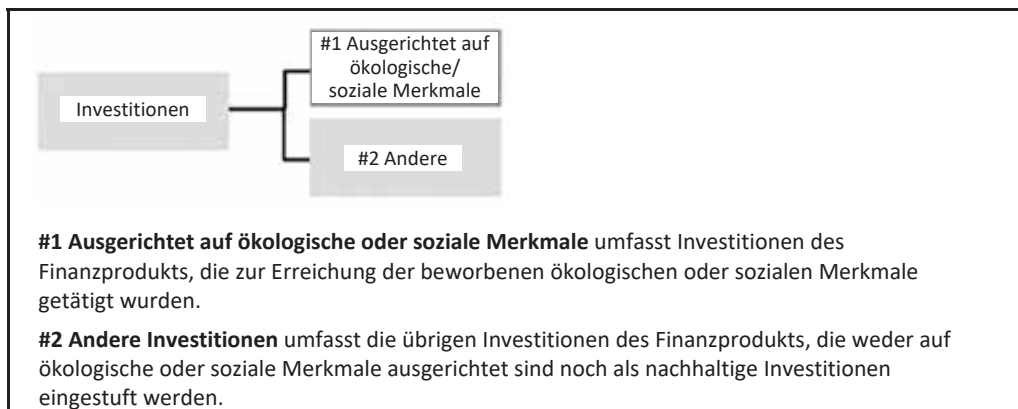 #1 Ausgerichtet auf
ökologische/
soziale Merkmale
Investitionen
#2 Andere
#1 Ausgerichtet auf ökologische oder soziale Merkmale umfasst Investitionen des
Finanzprodukts, die zur Erreichung der beworbenen ökologischen oder sozialen Merkmale
getätigt wurden.
#2 Andere Investitionen umfasst die übrigen Investitionen des Finanzprodukts, die weder auf
ökologische oder soziale Merkmale ausgerichtet sind noch als nachhaltige Investitionen
eingestuft werden.